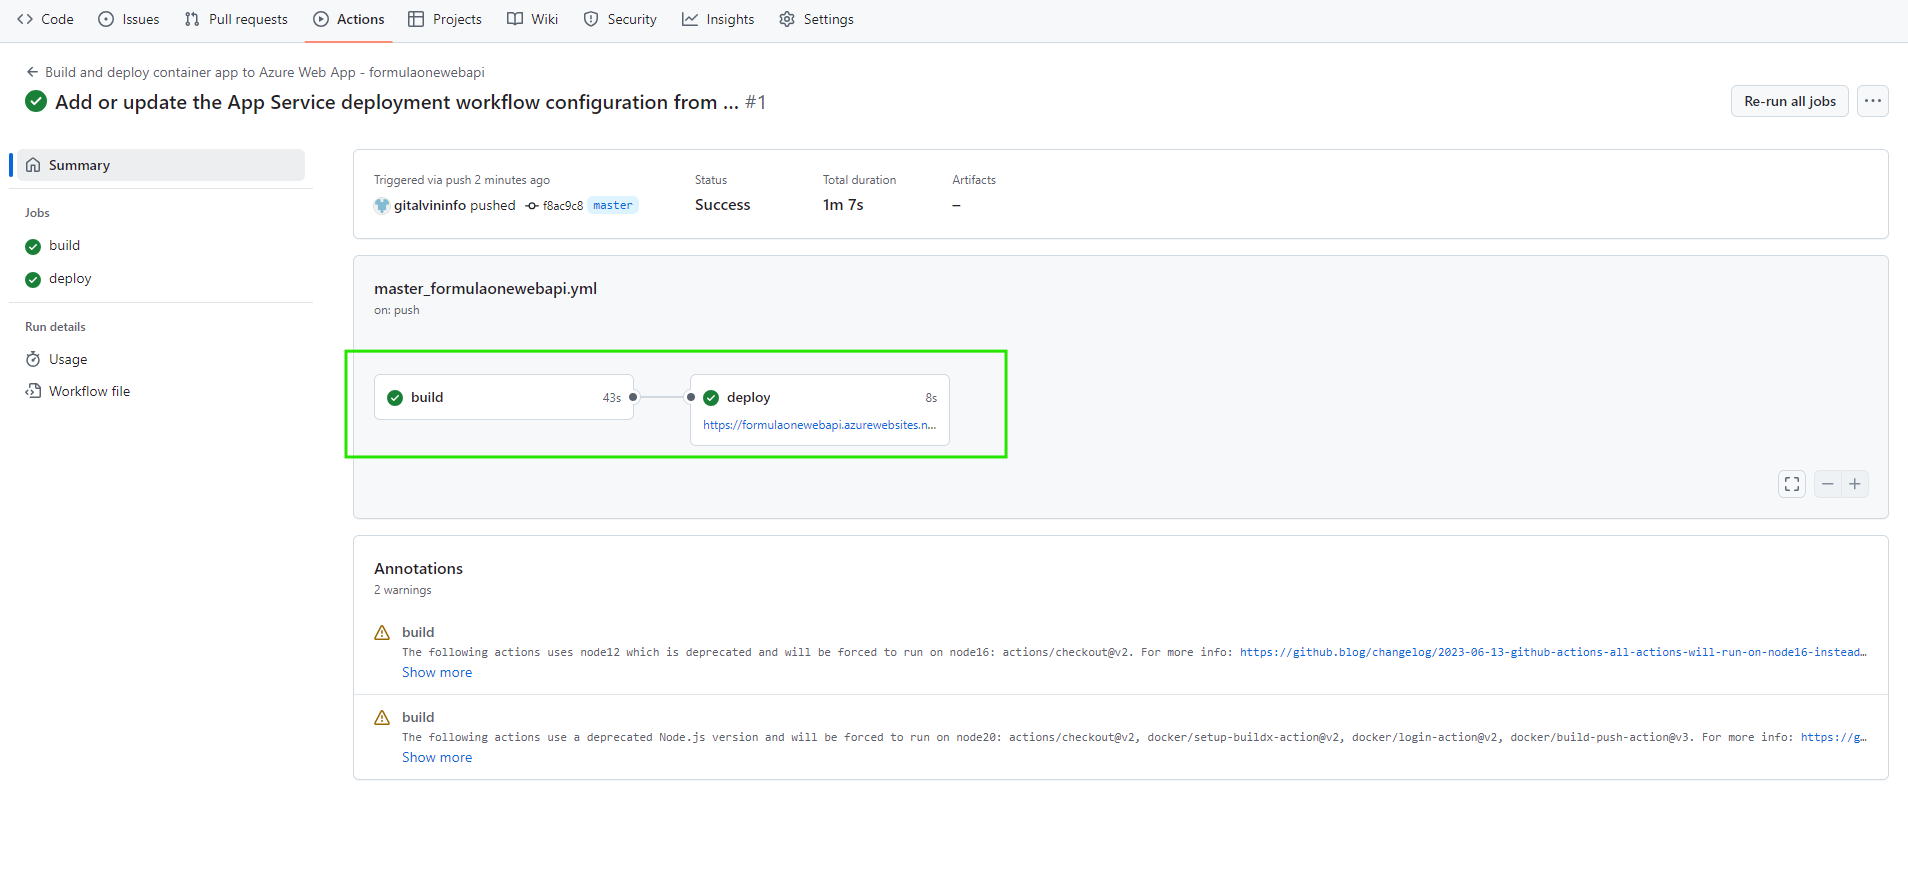 Code Issues Pull requests Actions Projects Wiki Security Insights Settings
Build and deploy container app to Azure Web App - formulaonewebapi
Add or update the App Service deployment workflow configuration from ... #1
Re-run all jobs
Summary
Jobs
build
deploy
Run details
Usage
Workflow file
Triggered via push 2 minutes ago
gitalvininfo pushed f8ac9c8 master
Status
Success
Total duration
1m 7s
Artifacts
–
master_formulaonewebapi.yml
on: push
build 43s
deploy 8s
https://formulaonewebapi.azurewebsites.n...
Annotations
2 warnings
build
The following actions uses node12 which is deprecated and will be forced to run on node16: actions/checkout@v2. For more info: https://github.blog/changelog/2023-06-13-github-actions-all-actions-will-run-on-node16-instead…
Show more
build
The following actions use a deprecated Node.js version and will be forced to run on node20: actions/checkout@v2, docker/setup-buildx-action@v2, docker/login-action@v2, docker/build-push-action@v3. For more info: https://g…
Show more